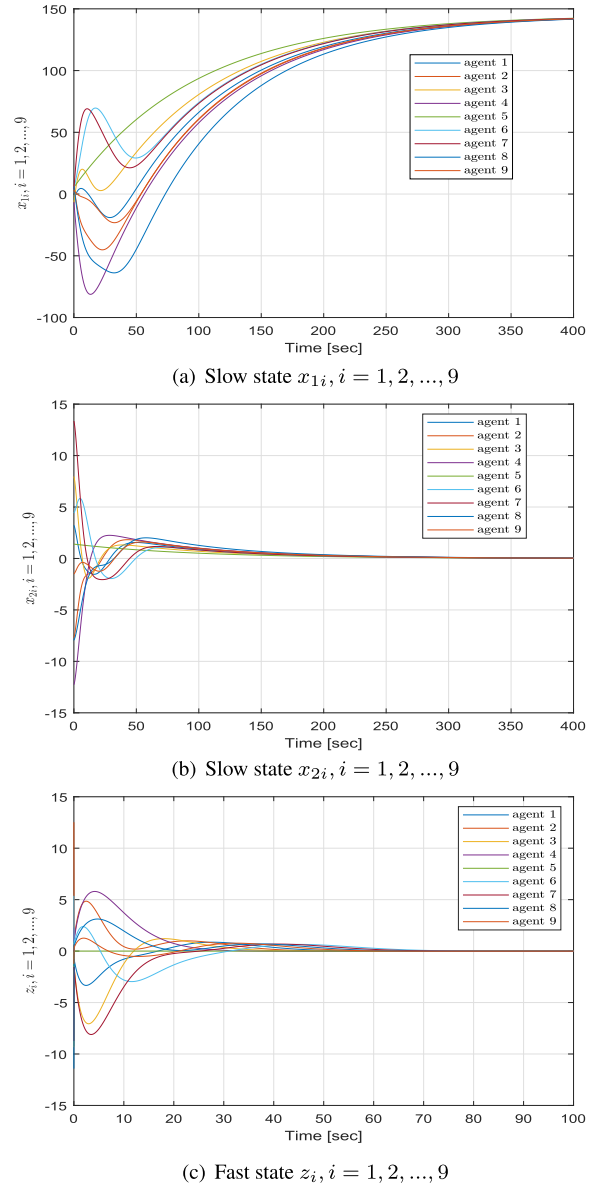 150
100
50
0
-50
-100
x₁ᵢ, i = 1, 2, ..., 9
agent 1
agent 2
agent 3
agent 4
agent 5
agent 6
agent 7
agent 8
agent 9
0 50 100 150 200 250 300 350 400
Time [sec]
(a) Slow state x₁ᵢ, i = 1, 2, ..., 9
15
10
5
0
-5
-10
-15
x₂ᵢ, i = 1, 2, ..., 9
agent 1
agent 2
agent 3
agent 4
agent 5
agent 6
agent 7
agent 8
agent 9
0 50 100 150 200 250 300 350 400
Time [sec]
(b) Slow state x₂ᵢ, i = 1, 2, ..., 9
15
10
5
0
-5
-10
-15
zᵢ, i = 1, 2, ..., 9
agent 1
agent 2
agent 3
agent 4
agent 5
agent 6
agent 7
agent 8
agent 9
0 10 20 30 40 50 60 70 80 90 100
Time [sec]
(c) Fast state zᵢ, i = 1, 2, ..., 9